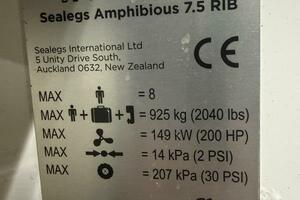 Sealegs Amphibious 7.5 RIB
Sealegs International Ltd
5 Unity Drive South,
Auckland 0632, New Zealand
CE
MAX = 8
MAX + + = 925 kg (2040 lbs)
MAX = 149 kW (200 HP)
MAX = 14 kPa (2 PSI)
MAX = 207 kPa (30 PSI)